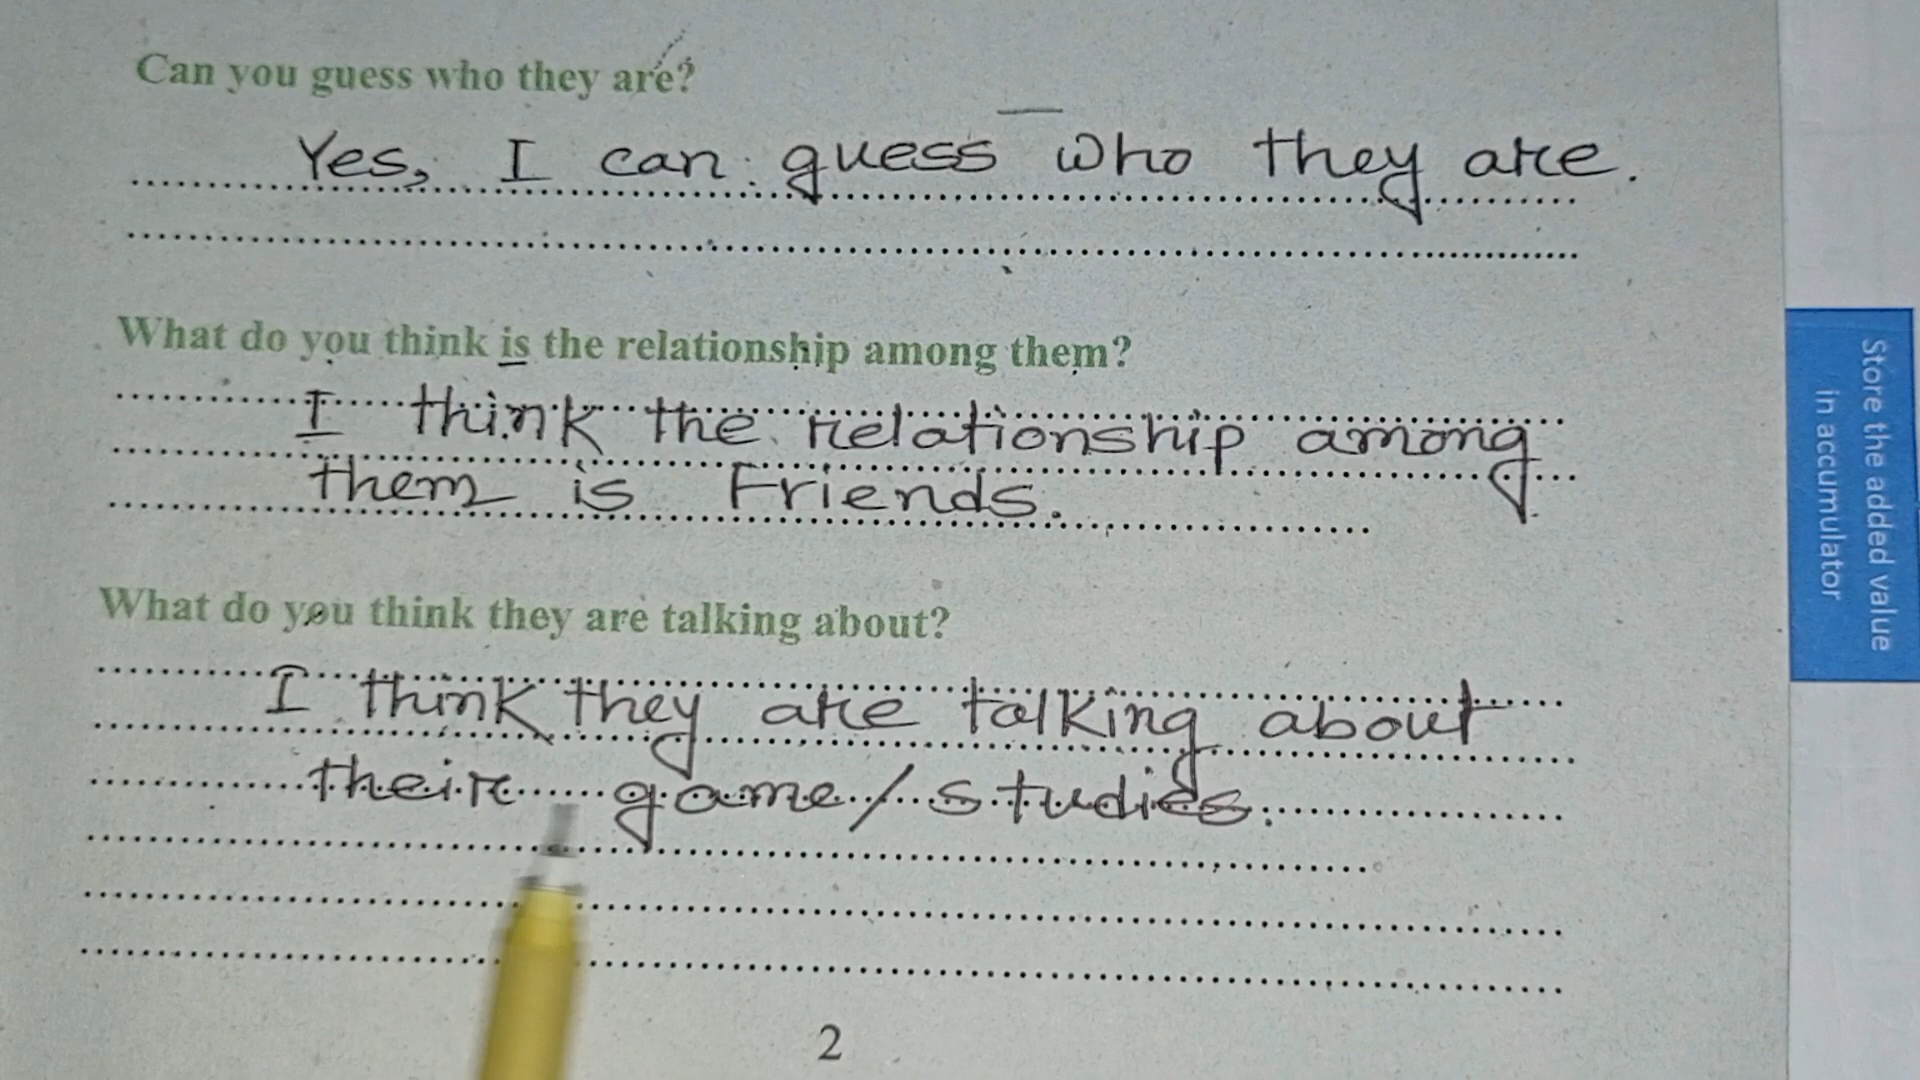 Can you guess who they are?
Yes, I can guess who they are.
What do you think is the relationship among them?
I think the relationship among
them is Friends.
What do you think they are talking about?
I think they are talking about
their game/studies.
2
Store the added value
in accumulator